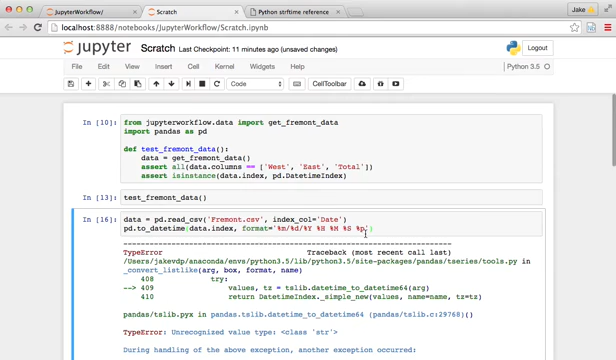 JupyterWorkflow/
Scratch
Python strftime reference
Jake
localhost:8888/notebooks/JupyterWorkflow/Scratch.ipynb
jupyter Scratch Last Checkpoint: 11 minutes ago (unsaved changes)
Logout
File Edit View Insert Cell Kernel Widgets Help
Python 3.5
Code
CellToolbar
In [10]: from jupyterworkflow.data import get_fremont_data
import pandas as pd
def test_fremont_data():
data = get_fremont_data()
assert all(data.columns == ['West', 'East', 'Total'])
assert isinstance(data.index, pd.DatetimeIndex)
In [13]: test_fremont_data()
In [16]: data = pd.read_csv('Fremont.csv', index_col='Date')
pd.to_datetime(data.index, format='%m/%d/%Y %H %M %S %p')
---------------------------------------------------------------------------
TypeError Traceback (most recent call last)
/Users/jakevdp/anaconda/envs/python3.5/lib/python3.5/site-packages/pandas/tseries/tools.py in
_convert_listlike(arg, box, format, name)
408 try:
--> 409 values, tz = tslib.datetime_to_datetime64(arg)
410 return DatetimeIndex._simple_new(values, name=name, tz=tz)
pandas/tslib.pyx in pandas.tslib.datetime_to_datetime64 (pandas/tslib.c:29768)()
TypeError: Unrecognized value type: <class 'str'>
During handling of the above exception, another exception occurred: